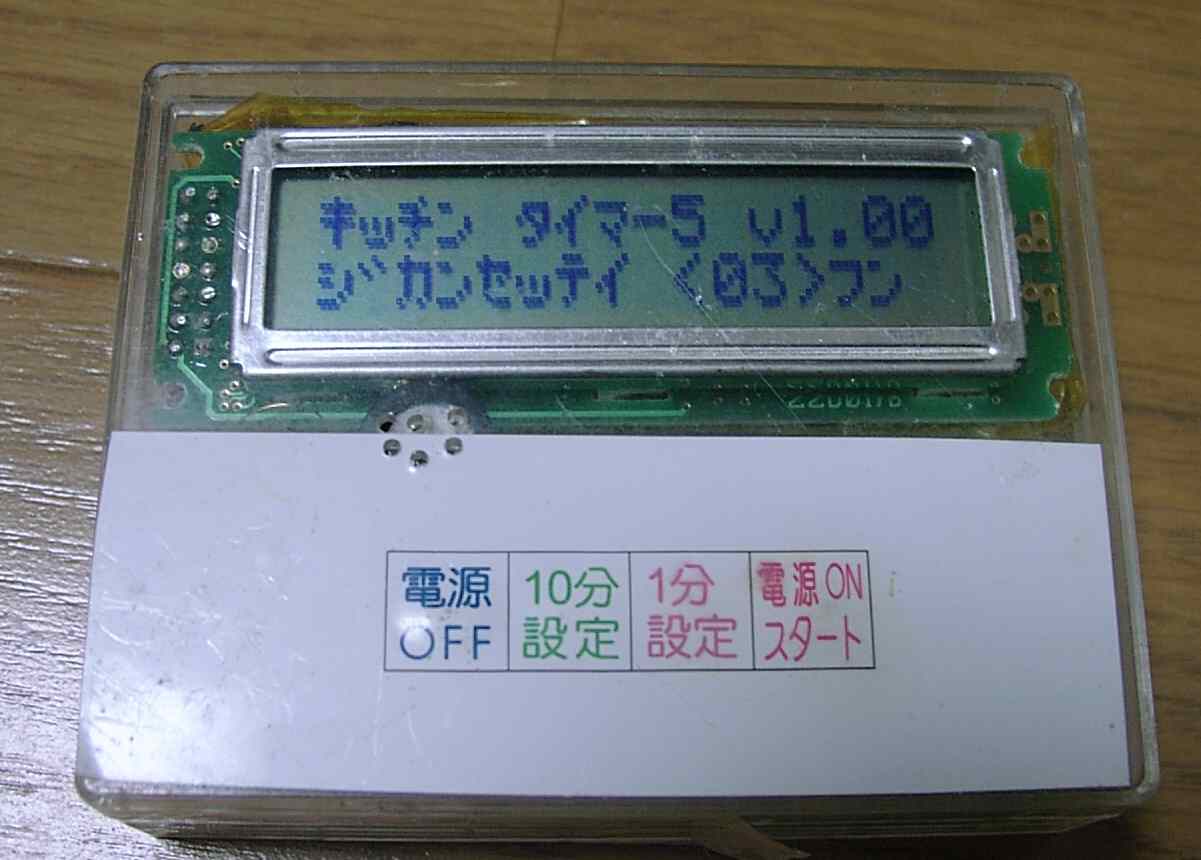 ｷｯﾁﾝ ﾀｲﾏｰ5 v1.00
ｼﾞｶﾝｾｯﾃｲ <03>ﾌﾝ
電源
OFF
10分
設定
1分
設定
電源ON
スタート